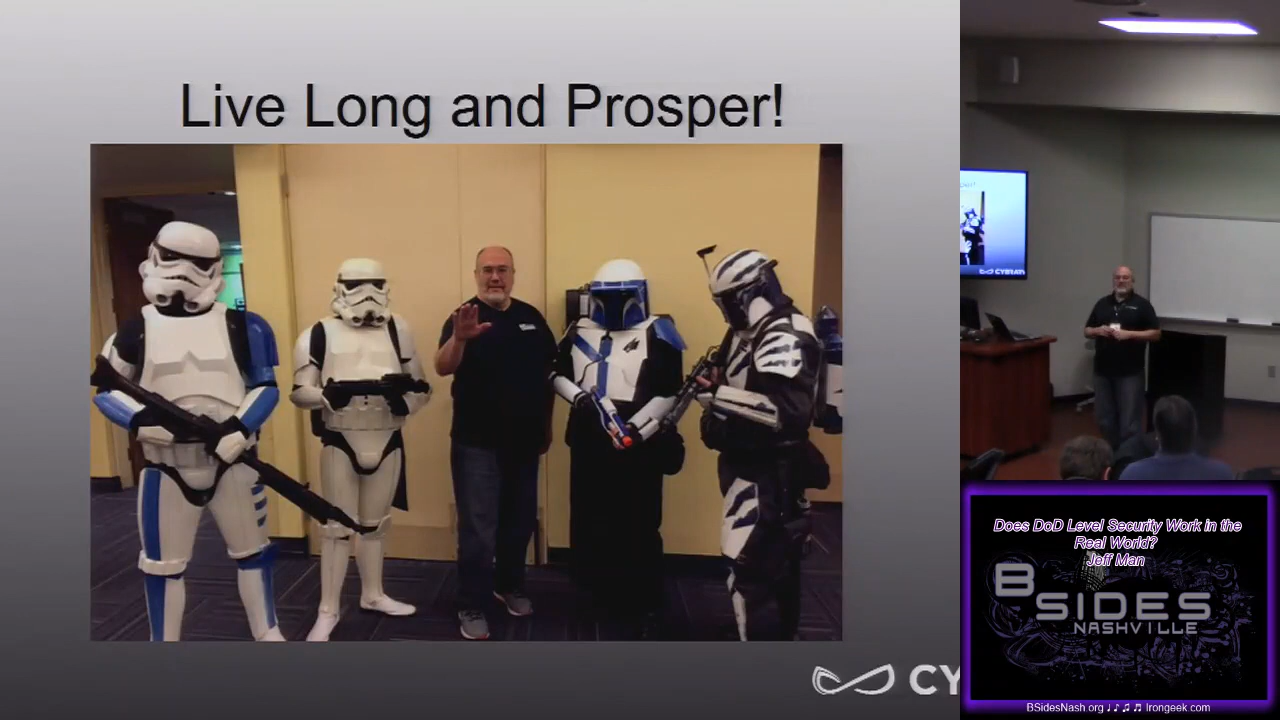 Live Long and Prosper!
CY
CYBRARY
Does DoD Level Security Work in the
Real World?
Jeff Man
BSIDES
NASHVILLE
BSidesNash.org ♩ ♪ ♫ ♬ Irongeek.com